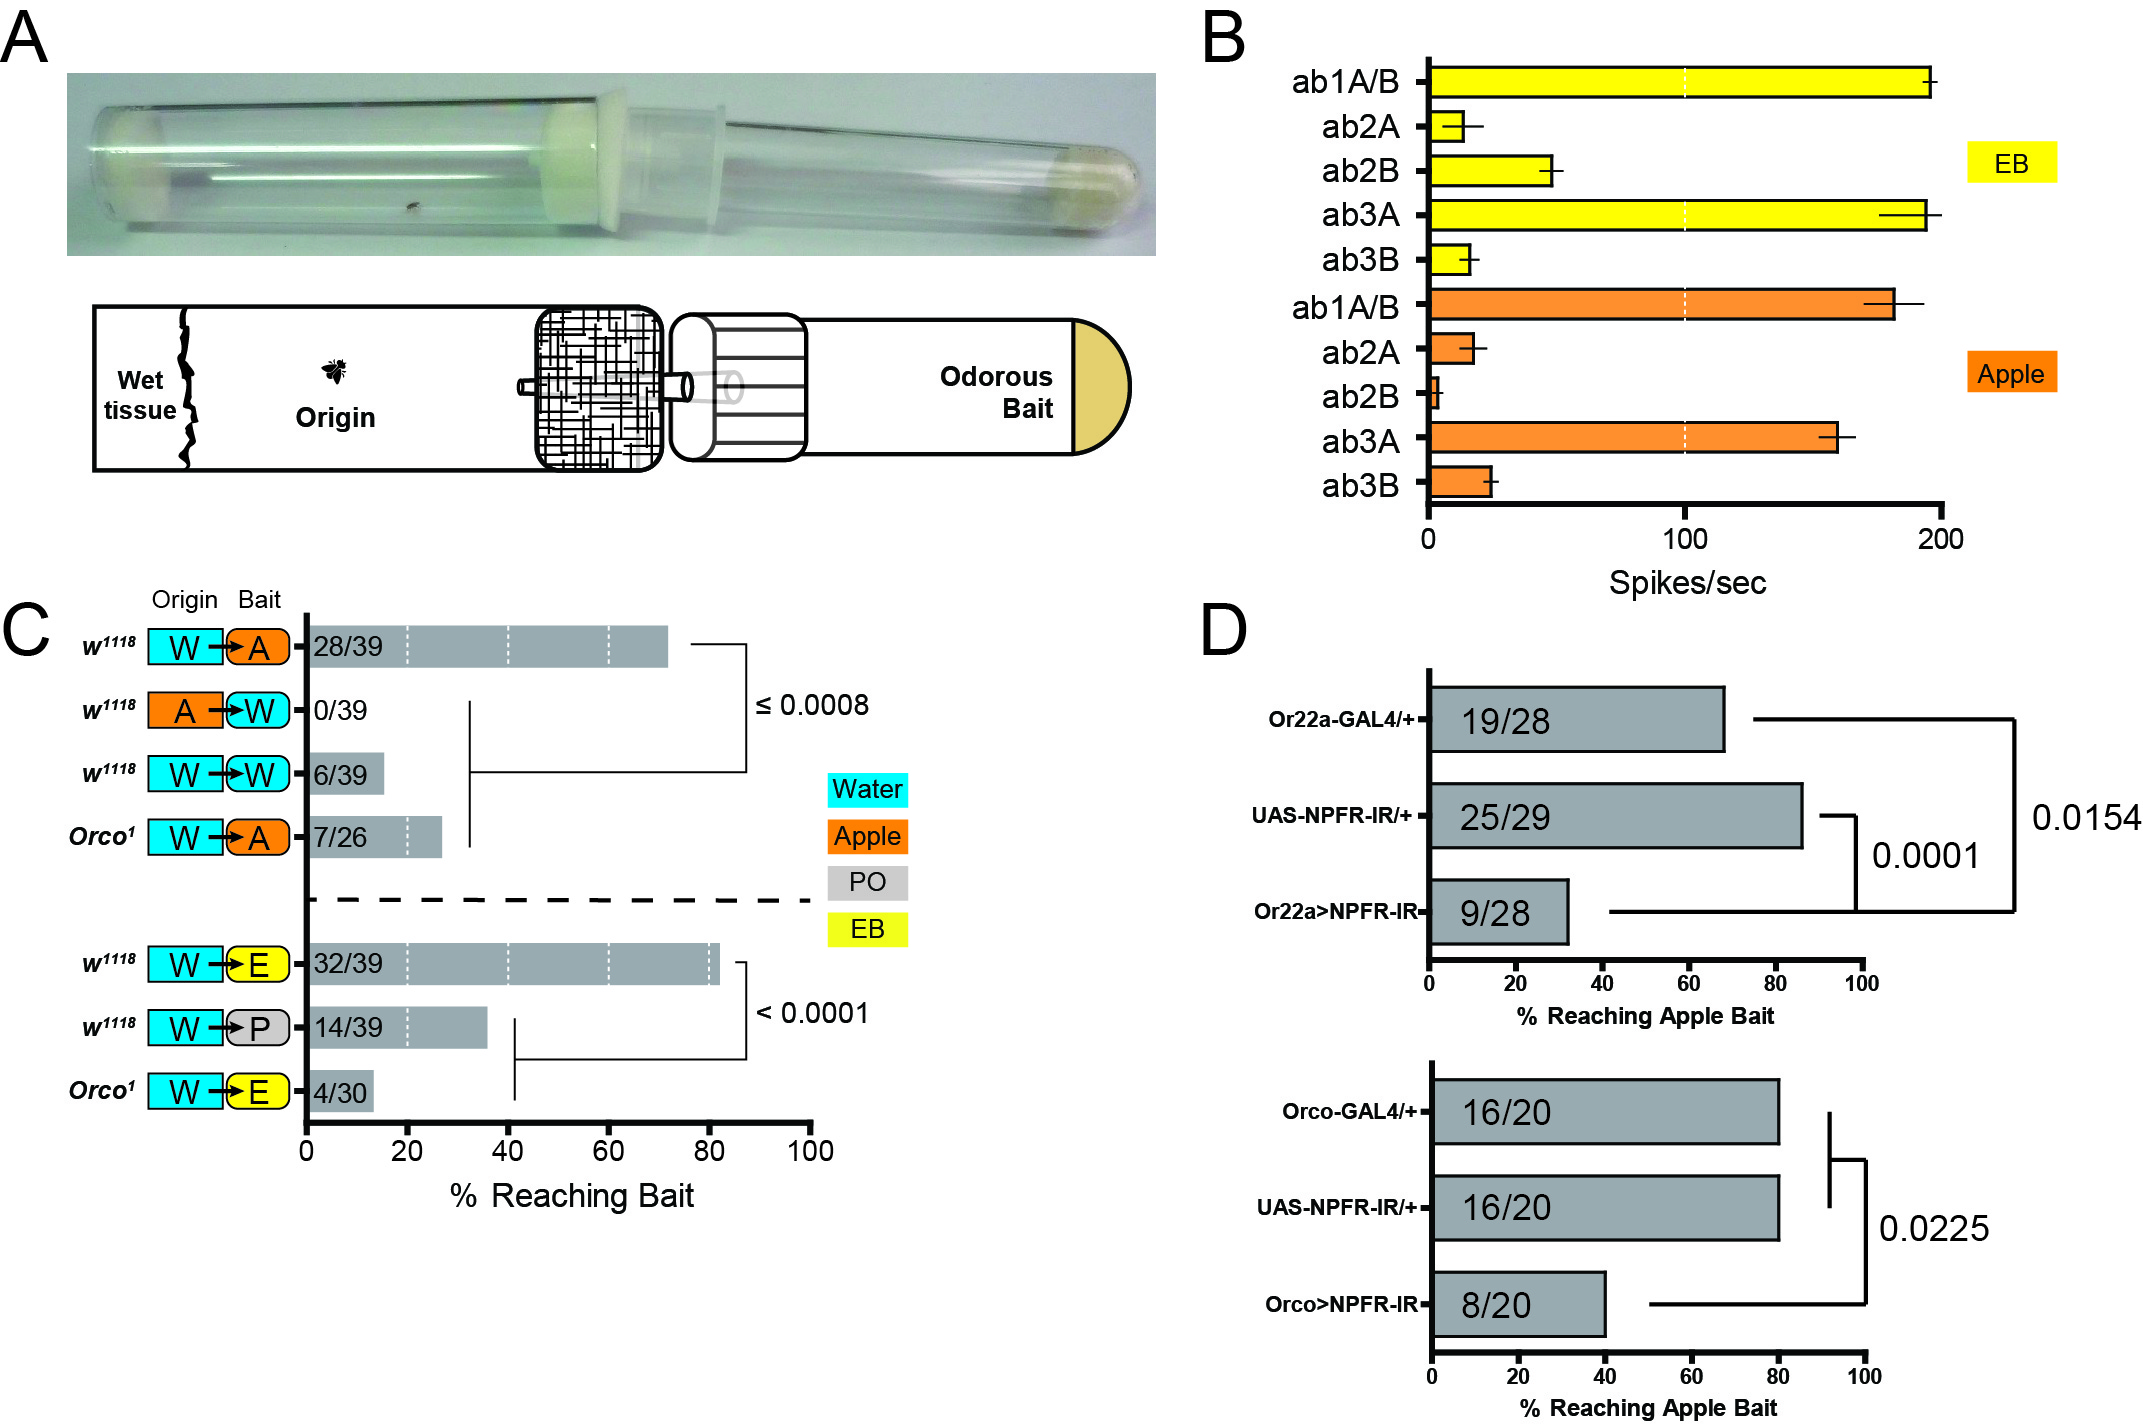 A
Wet
tissue
Origin
Odorous
Bait
B
ab1A/B
ab2A
ab2B
ab3A
ab3B
ab1A/B
ab2A
ab2B
ab3A
ab3B
EB
Apple
0 100 200
Spikes/sec
C
Origin Bait
w1118 W A 28/39
w1118 A W 0/39
w1118 W W 6/39
Orco1 W A 7/26
≤ 0.0008
Water
Apple
PO
EB
w1118 W E 32/39
w1118 W P 14/39
Orco1 W E 4/30
< 0.0001
0 20 40 60 80 100
% Reaching Bait
D
Or22a-GAL4/+ 19/28
UAS-NPFR-IR/+ 25/29
Or22a>NPFR-IR 9/28
0.0001
0.0154
0 20 40 60 80 100
% Reaching Apple Bait
Orco-GAL4/+ 16/20
UAS-NPFR-IR/+ 16/20
Orco>NPFR-IR 8/20
0.0225
0 20 40 60 80 100
% Reaching Apple Bait